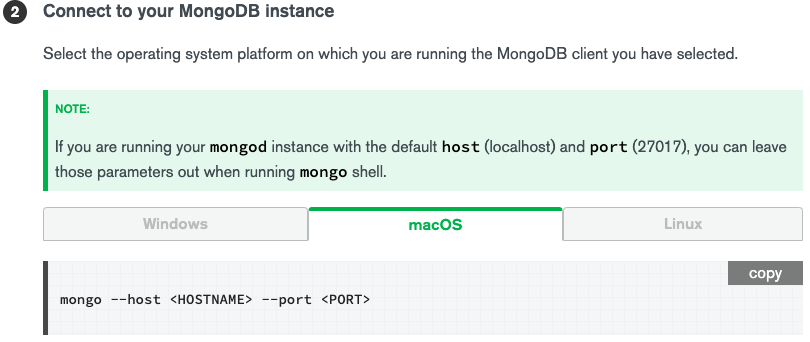 2 Connect to your MongoDB instance
Select the operating system platform on which you are running the MongoDB client you have selected.
NOTE:
If you are running your mongod instance with the default host (localhost) and port (27017), you can leave
those parameters out when running mongo shell.
Windows macOS Linux
copy
mongo --host <HOSTNAME> --port <PORT>